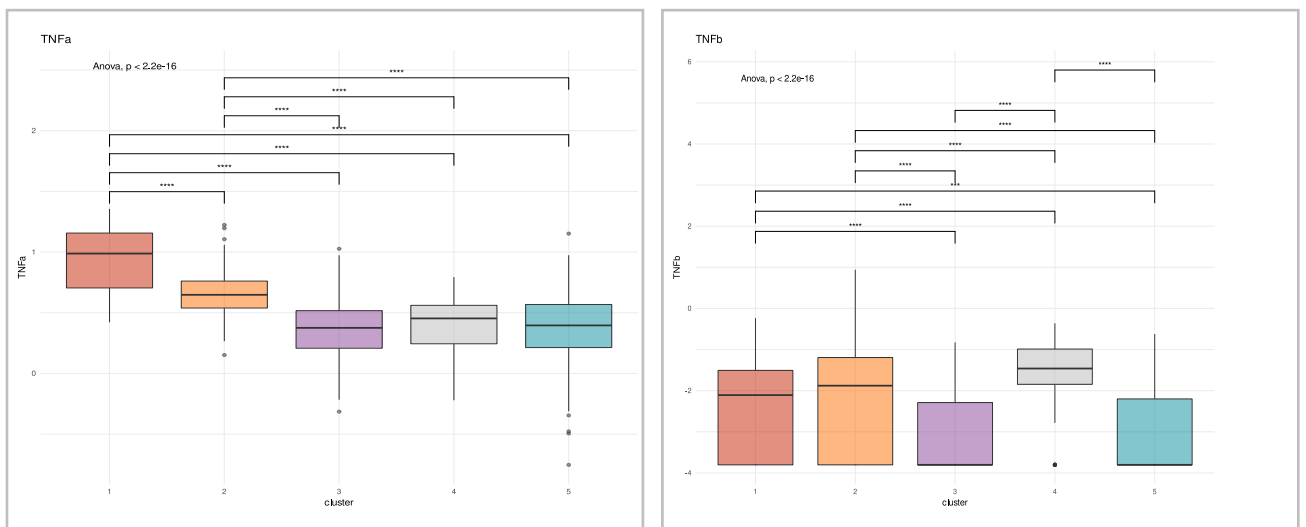 TNFa
Anova, p < 2.2e-16
****
****
****
****
****
****
****
2
1
0
TNFa
1 2 3 4 5
cluster
TNFb
6
Anova, p < 2.2e-16
****
****
****
****
****
***
****
****
4
2
0
-2
-4
TNFb
1 2 3 4 5
cluster